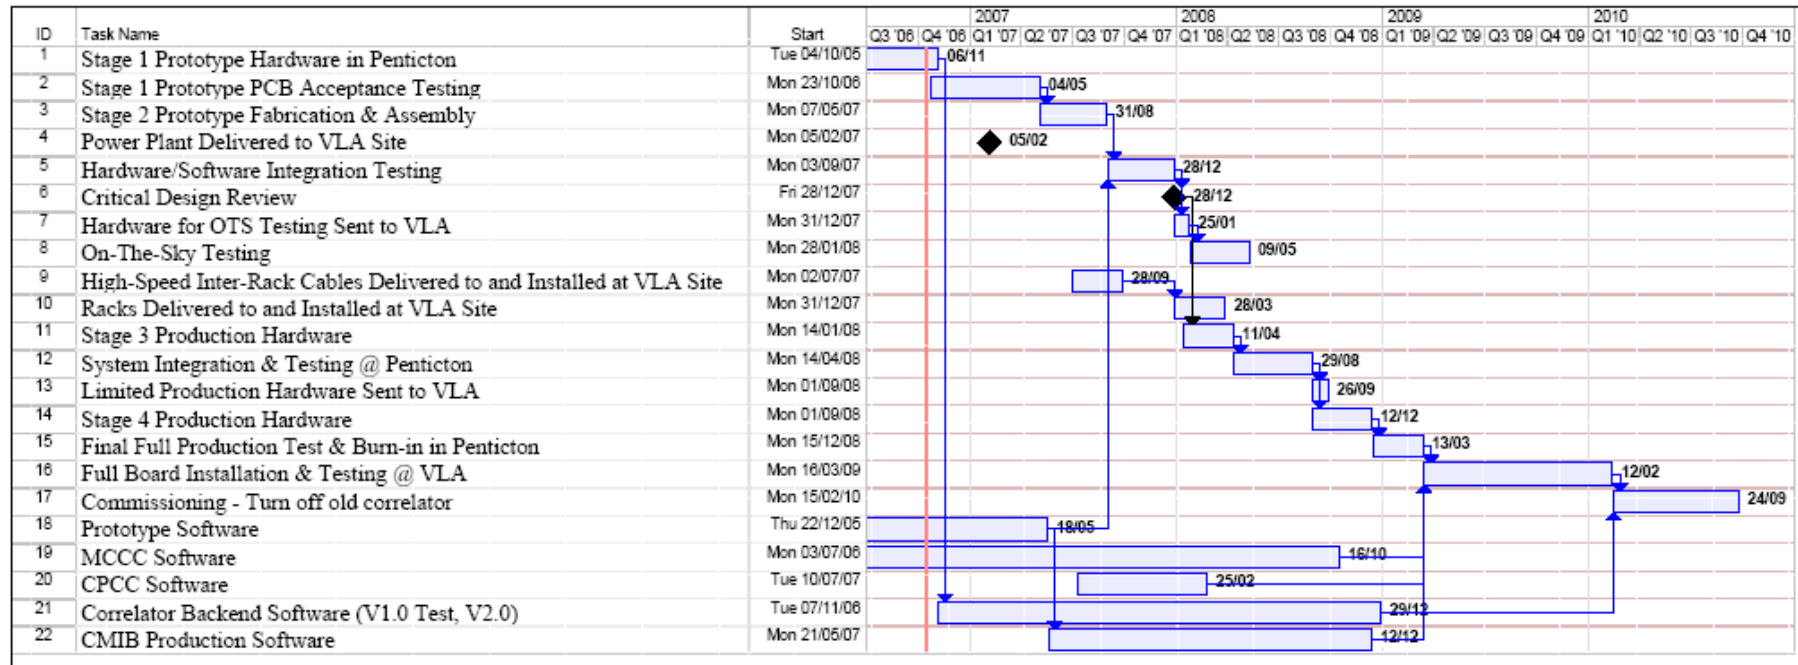 2007 2008 2009 2010
ID Task Name Start Q3 '06 Q4 '06 Q1 '07 Q2 '07 Q3 '07 Q4 '07 Q1 '08 Q2 '08 Q3 '08 Q4 '08 Q1 '09 Q2 '09 Q3 '09 Q4 '09 Q1 '10 Q2 '10 Q3 '10 Q4 '10
1 Stage 1 Prototype Hardware in Penticton Tue 04/10/05 06/11
2 Stage 1 Prototype PCB Acceptance Testing Mon 23/10/06 04/05
3 Stage 2 Prototype Fabrication & Assembly Mon 07/05/07 31/08
4 Power Plant Delivered to VLA Site Mon 05/02/07 05/02
5 Hardware/Software Integration Testing Mon 03/09/07 28/12
6 Critical Design Review Fri 28/12/07 28/12
7 Hardware for OTS Testing Sent to VLA Mon 31/12/07 25/01
8 On-The-Sky Testing Mon 28/01/08 09/05
9 High-Speed Inter-Rack Cables Delivered to and Installed at VLA Site Mon 02/07/07 28/09
10 Racks Delivered to and Installed at VLA Site Mon 31/12/07 28/03
11 Stage 3 Production Hardware Mon 14/01/08 11/04
12 System Integration & Testing @ Penticton Mon 14/04/08 29/08
13 Limited Production Hardware Sent to VLA Mon 01/09/08 26/09
14 Stage 4 Production Hardware Mon 01/09/08 12/12
15 Final Full Production Test & Burn-in in Penticton Mon 15/12/08 13/03
16 Full Board Installation & Testing @ VLA Mon 16/03/09 12/02
17 Commissioning - Turn off old correlator Mon 15/02/10 24/09
18 Prototype Software Thu 22/12/05 18/05
19 MCCC Software Mon 03/07/06 16/10
20 CPCC Software Tue 10/07/07 25/02
21 Correlator Backend Software (V1.0 Test, V2.0) Tue 07/11/06 29/12
22 CMIB Production Software Mon 21/05/07 12/12